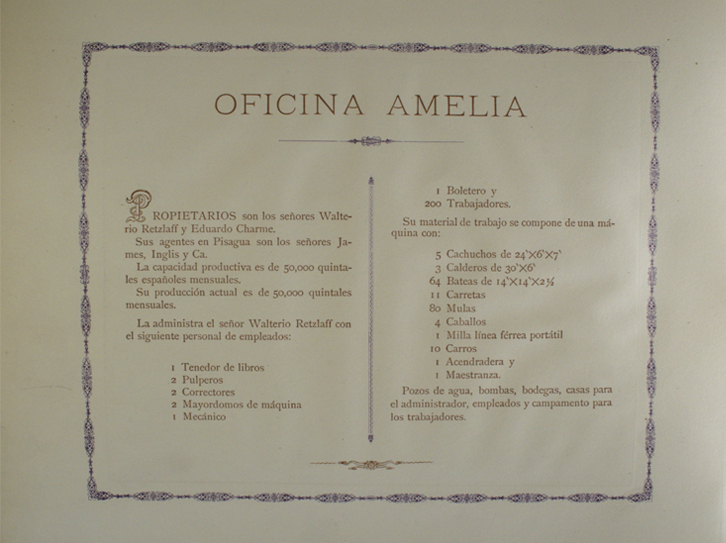 OFICINA AMELIA
PROPIETARIOS son los señores Walte-
rio Retzlaff y Eduardo Charme.
Sus agentes en Pisagua son los señores Ja-
mes, Inglis y Ca.
La capacidad productiva es de 50,000 quinta-
les españoles mensuales.
Su producción actual es de 50,000 quintales
mensuales.
La administra el señor Walterio Retzlaff con
el siguiente personal de empleados:
1 Tenedor de libros
2 Pulperos
2 Correctores
2 Mayordomos de máquina
1 Mecánico
1 Boletero y
200 Trabajadores.
Su material de trabajo se compone de una má-
quina con:
5 Cachuchos de 24'X6'X7'
3 Calderos de 30'X6'
64 Bateas de 14'X14'X2½
11 Carretas
80 Mulas
4 Caballos
1 Milla línea férrea portátil
10 Carros
1 Acendradera y
1 Maestranza.
Pozos de agua, bombas, bodegas, casas para
el administrador, empleados y campamento para
los trabajadores.